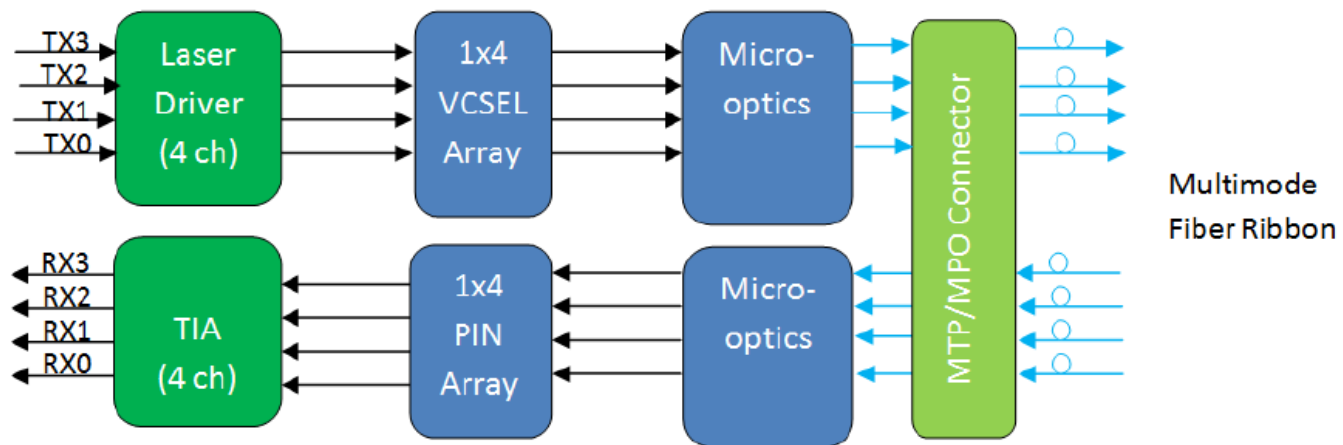 TX3
TX2
TX1
TX0
Laser
Driver
(4 ch)
1x4
VCSEL
Array
Micro-
optics
MTP/MPO Connector
Multimode
Fiber Ribbon
RX3
RX2
RX1
RX0
TIA
(4 ch)
1x4
PIN
Array
Micro-
optics